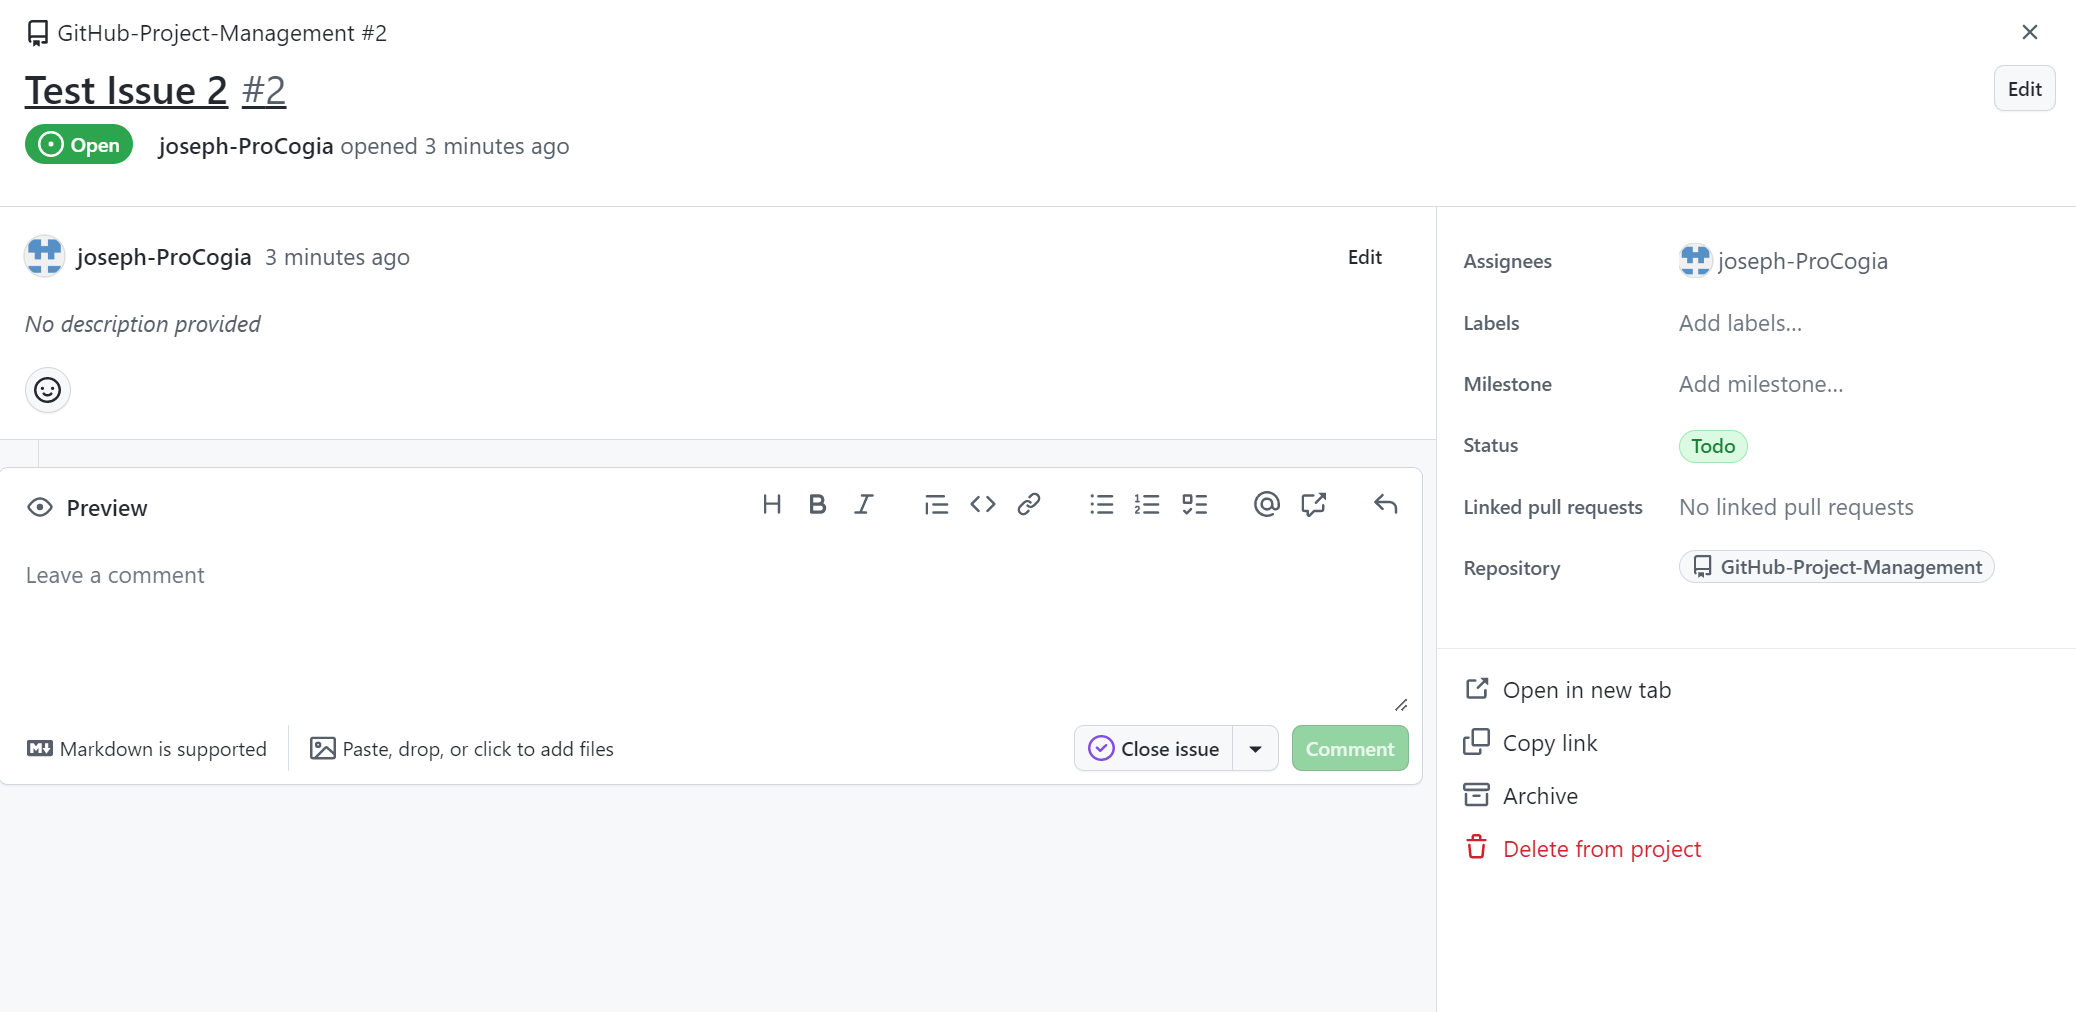 GitHub-Project-Management #2
Test Issue 2 #2
Edit
Open
joseph-ProCogia opened 3 minutes ago
joseph-ProCogia 3 minutes ago
Edit
No description provided
Preview
H B I
Leave a comment
Markdown is supported
Paste, drop, or click to add files
Close issue
Comment
Assignees joseph-ProCogia
Labels Add labels...
Milestone Add milestone...
Status Todo
Linked pull requests No linked pull requests
Repository GitHub-Project-Management
Open in new tab
Copy link
Archive
Delete from project